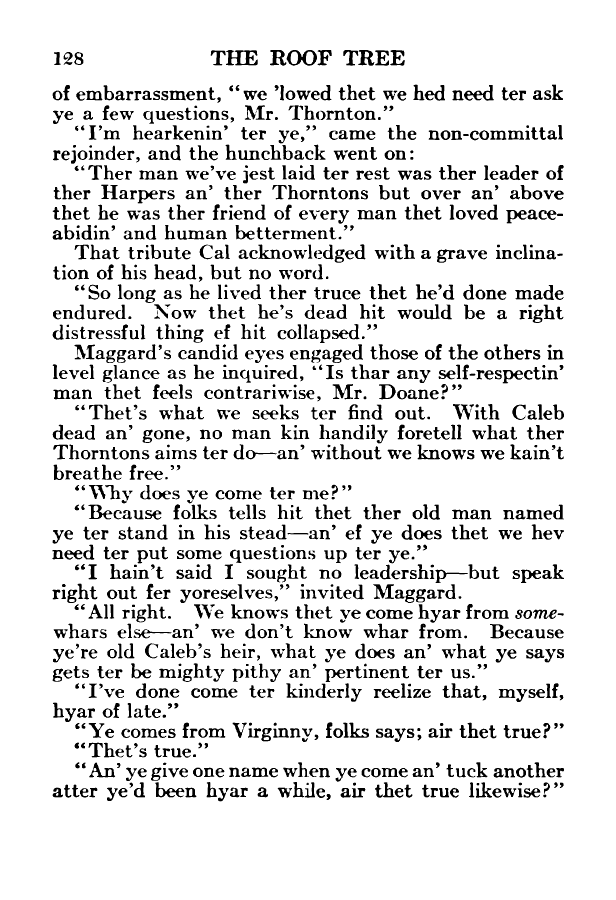 128 THE ROOF TREE
of embarrassment, “we ’lowed thet we hed need ter ask
ye a few questions, Mr. Thornton.”
“I’m hearkenin’ ter ye,” came the non-committal
rejoinder, and the hunchback went on:
“Ther man we’ve jest laid ter rest was ther leader of
ther Harpers an’ ther Thorntons but over an’ above
thet he was ther friend of every man thet loved peace-
abidin’ and human betterment.”
That tribute Cal acknowledged with a grave inclina-
tion of his head, but no word.
“So long as he lived ther truce thet he’d done made
endured. Now thet he’s dead hit would be a right
distressful thing ef hit collapsed.”
Maggard’s candid eyes engaged those of the others in
level glance as he inquired, “Is thar any self-respectin’
man thet feels contrariwise, Mr. Doane?”
“Thet’s what we seeks ter find out. With Caleb
dead an’ gone, no man kin handily foretell what ther
Thorntons aims ter do—an’ without we knows we kain’t
breathe free.”
“Why does ye come ter me?”
“Because folks tells hit thet ther old man named
ye ter stand in his stead—an’ ef ye does thet we hev
need ter put some questions up ter ye.”
“I hain’t said I sought no leadership—but speak
right out fer yoreselves,” invited Maggard.
“All right. We knows thet ye come hyar from some-
whars else—an’ we don’t know whar from. Because
ye’re old Caleb’s heir, what ye does an’ what ye says
gets ter be mighty pithy an’ pertinent ter us.”
“I’ve done come ter kinderly reelize that, myself,
hyar of late.”
“Ye comes from Virginny, folks says; air thet true?”
“Thet’s true.”
“An’ ye give one name when ye come an’ tuck another
atter ye’d been hyar a while, air thet true likewise?”